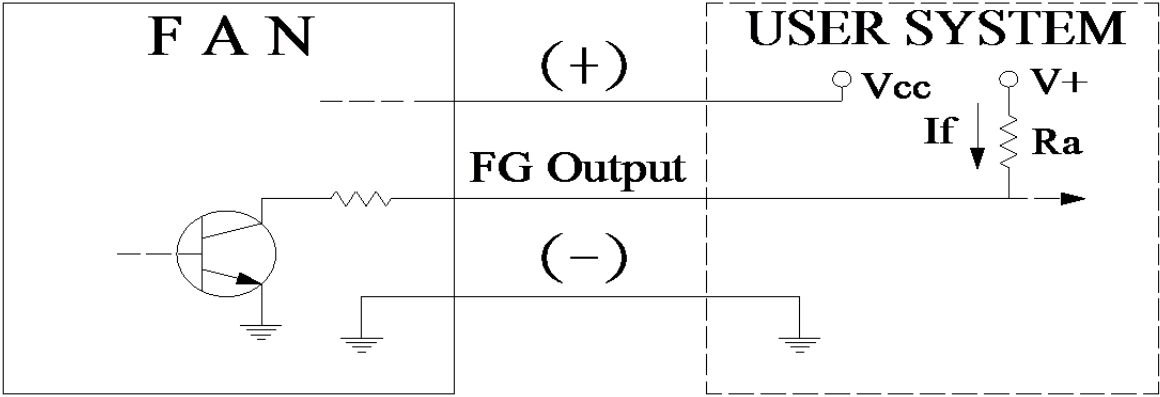 F A N
USER SYSTEM
(+)
Vcc
V+
If
Ra
FG Output
(−)